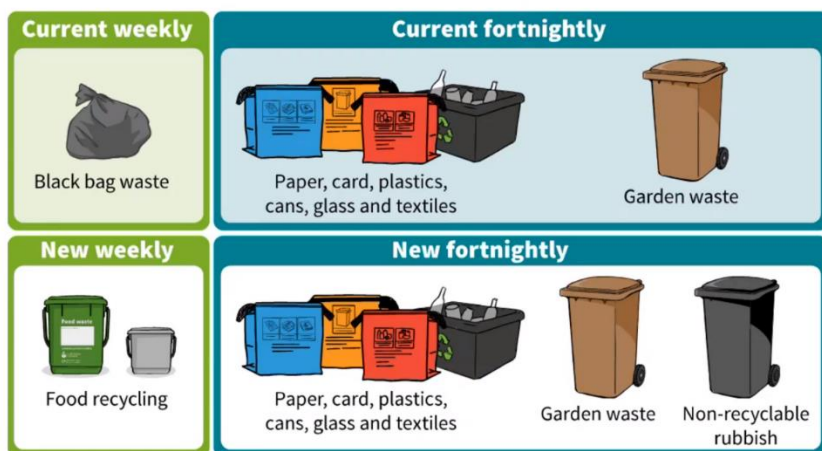 Current weekly
Current fortnightly
Black bag waste
Paper, card, plastics,
cans, glass and textiles
Garden waste
New weekly
New fortnightly
Food waste
Food recycling
Paper, card, plastics,
cans, glass and textiles
Garden waste
Non-recyclable
rubbish